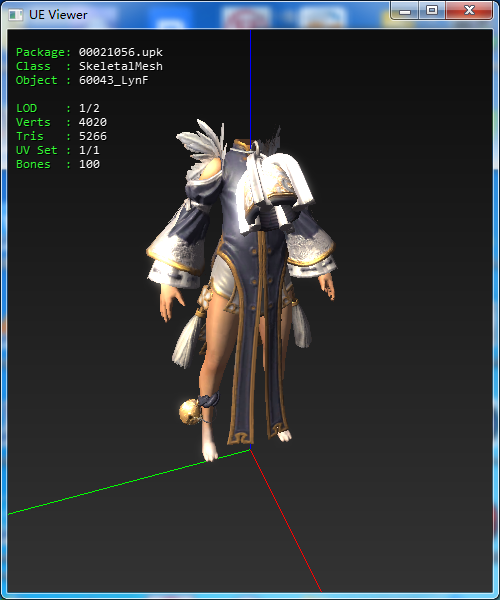 UE Viewer
Package: 00021056.upk
Class : SkeletalMesh
Object : 60043_LynF
LOD : 1/2
Verts : 4020
Tris : 5266
UV Set : 1/1
Bones : 100